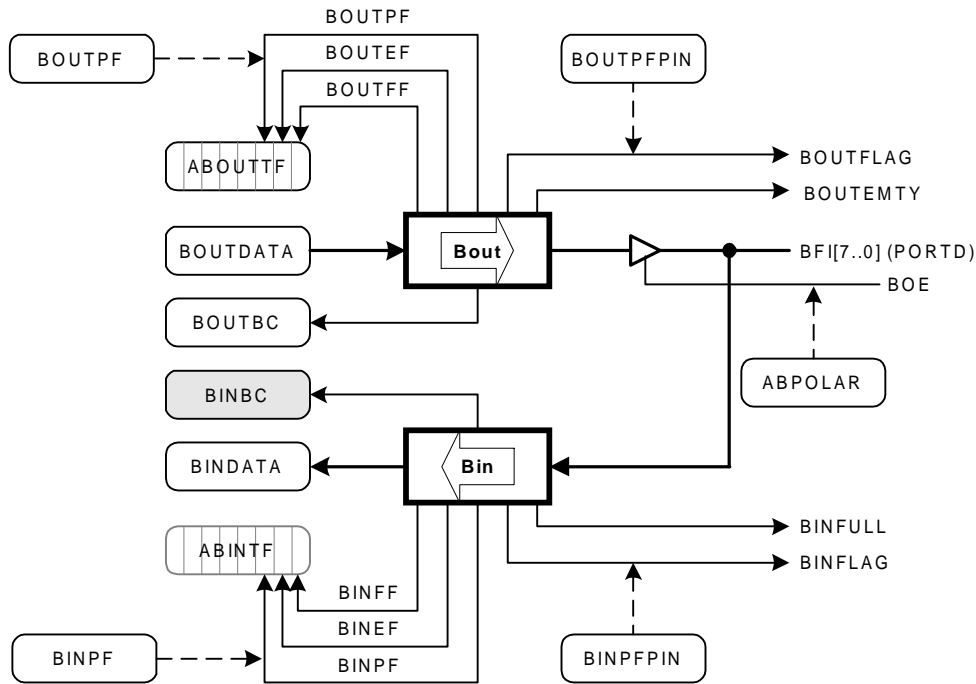 BOUTPF
BOUTPF
BOUTEF
BOUTFF
BOUTPFPIN
ABOUTTF
BOUTFLAG
BOUTEMTY
BOUTDATA
Bout
BFI[7..0] (PORTD)
BOE
BOUTBC
ABPOLAR
BINBC
BINDATA
Bin
BINFULL
ABINTF
BINFLAG
BINFF
BINEF
BINPF
BINPF
BINPFPIN